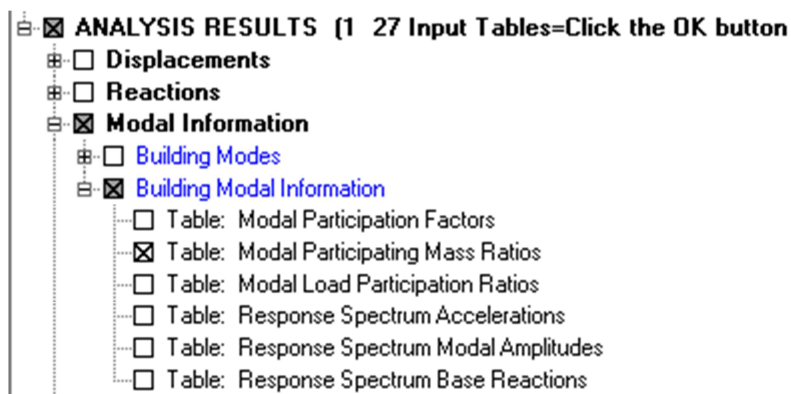 ANALYSIS RESULTS (1 27 Input Tables=Click the OK button
Displacements
Reactions
Modal Information
Building Modes
Building Modal Information
Table: Modal Participation Factors
Table: Modal Participating Mass Ratios
Table: Modal Load Participation Ratios
Table: Response Spectrum Accelerations
Table: Response Spectrum Modal Amplitudes
Table: Response Spectrum Base Reactions